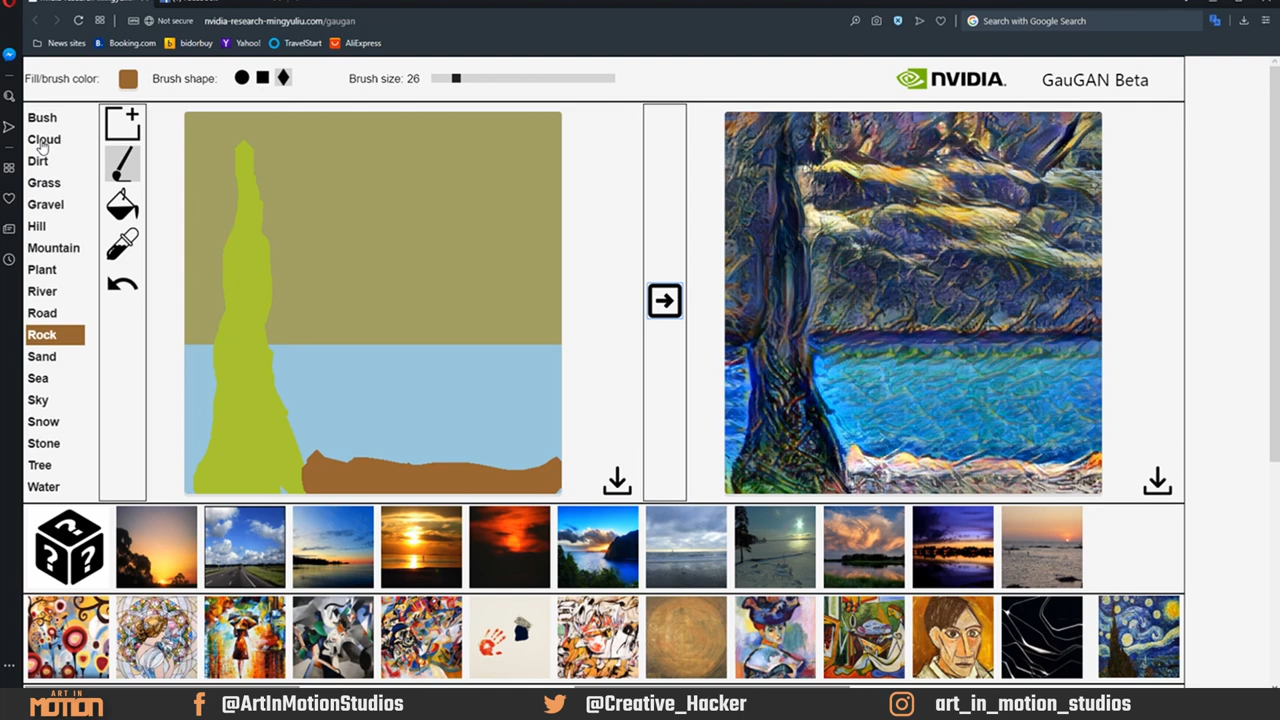 Not secure
nvidia-research-mingyuliu.com/gaugan
Search with Google Search
News sites
B. Booking.com
b bidorbuy
Y Yahoo!
TravelStart
AliExpress
Fill/brush color:
Brush shape:
Brush size: 26
NVIDIA.
GauGAN Beta
Bush
Cloud
Dirt
Grass
Gravel
Hill
Mountain
Plant
River
Road
Rock
Sand
Sea
Sky
Snow
Stone
Tree
Water
ART IN
MOTION
@ArtInMotionStudios
@Creative_Hacker
art_in_motion_studios